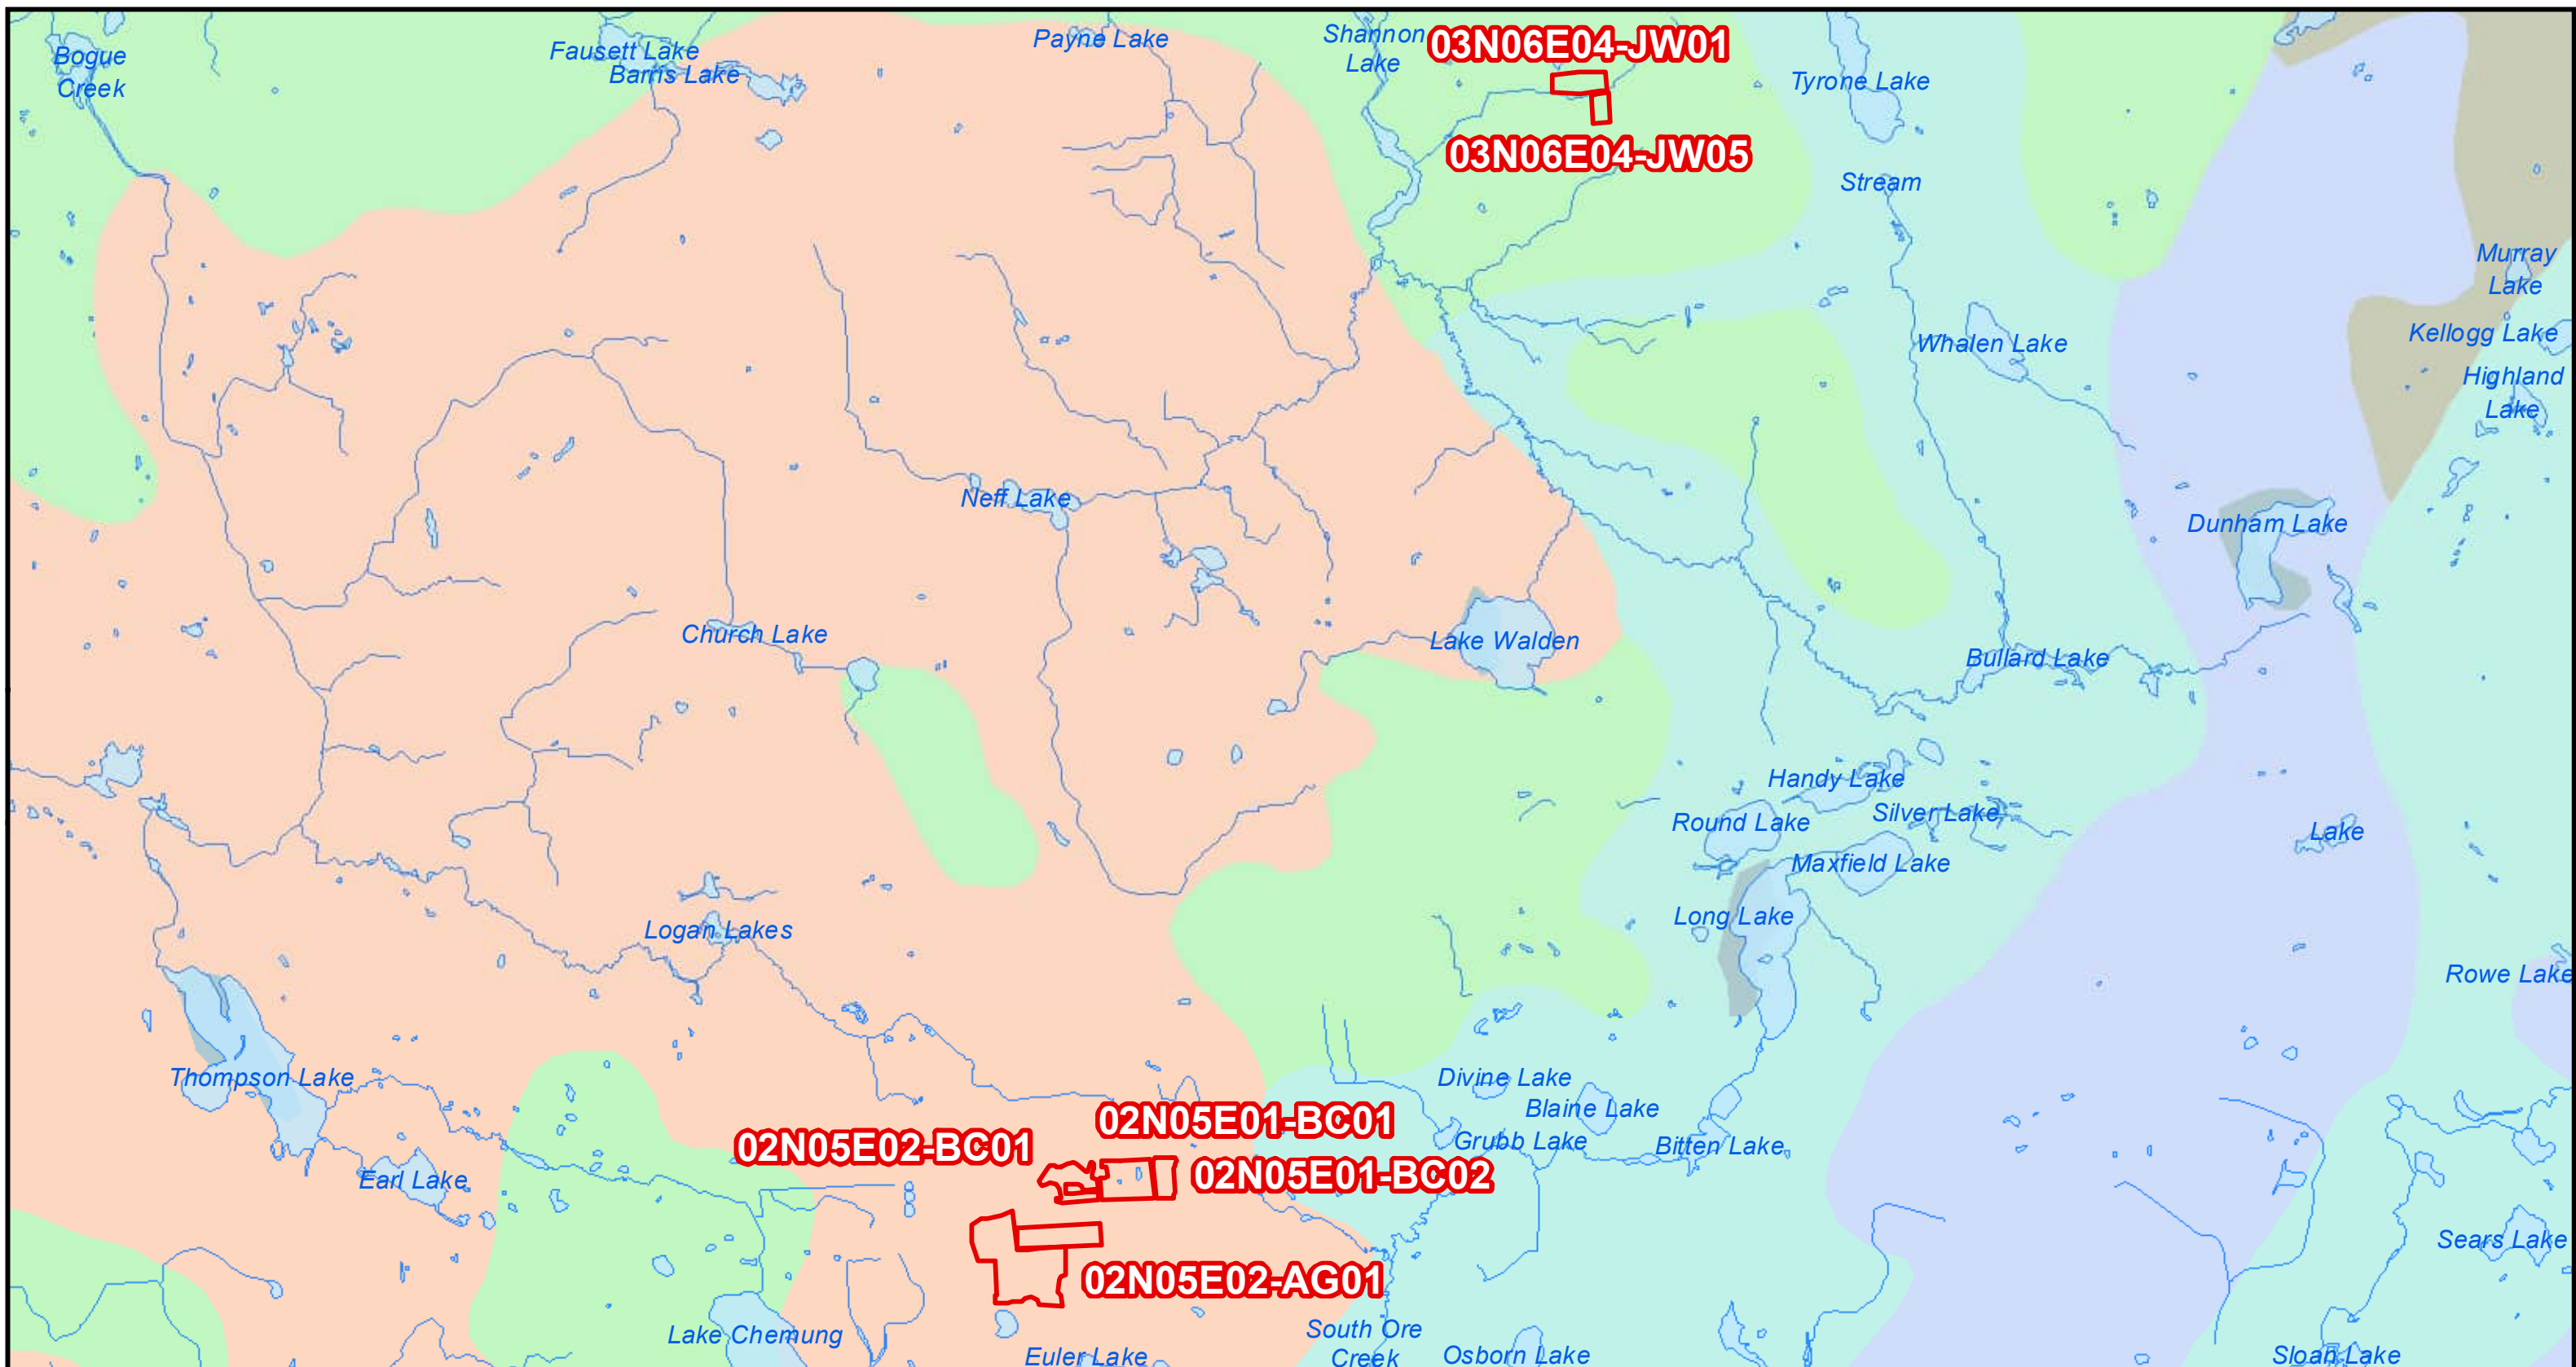 Bogue
Creek
Fausett Lake
Barris Lake
Payne Lake
Shannon
Lake
03N06E04-JW01
03N06E04-JW05
Tyrone Lake
Stream
Murray
Lake
Kellogg Lake
Highland
Lake
Whalen Lake
Neff Lake
Dunham Lake
Church Lake
Lake Walden
Bullard Lake
Handy Lake
Silver Lake
Round Lake
Lake
Maxfield Lake
Long Lake
Logan Lakes
Rowe Lake
Thompson Lake
Divine Lake
Blaine Lake
02N05E01-BC01
02N05E02-BC01
Grubb Lake
Bitten Lake
Earl Lake
02N05E01-BC02
Sears Lake
02N05E02-AG01
Lake Chemung
South Ore
Creek
Euler Lake
Osborn Lake
Sloan Lake